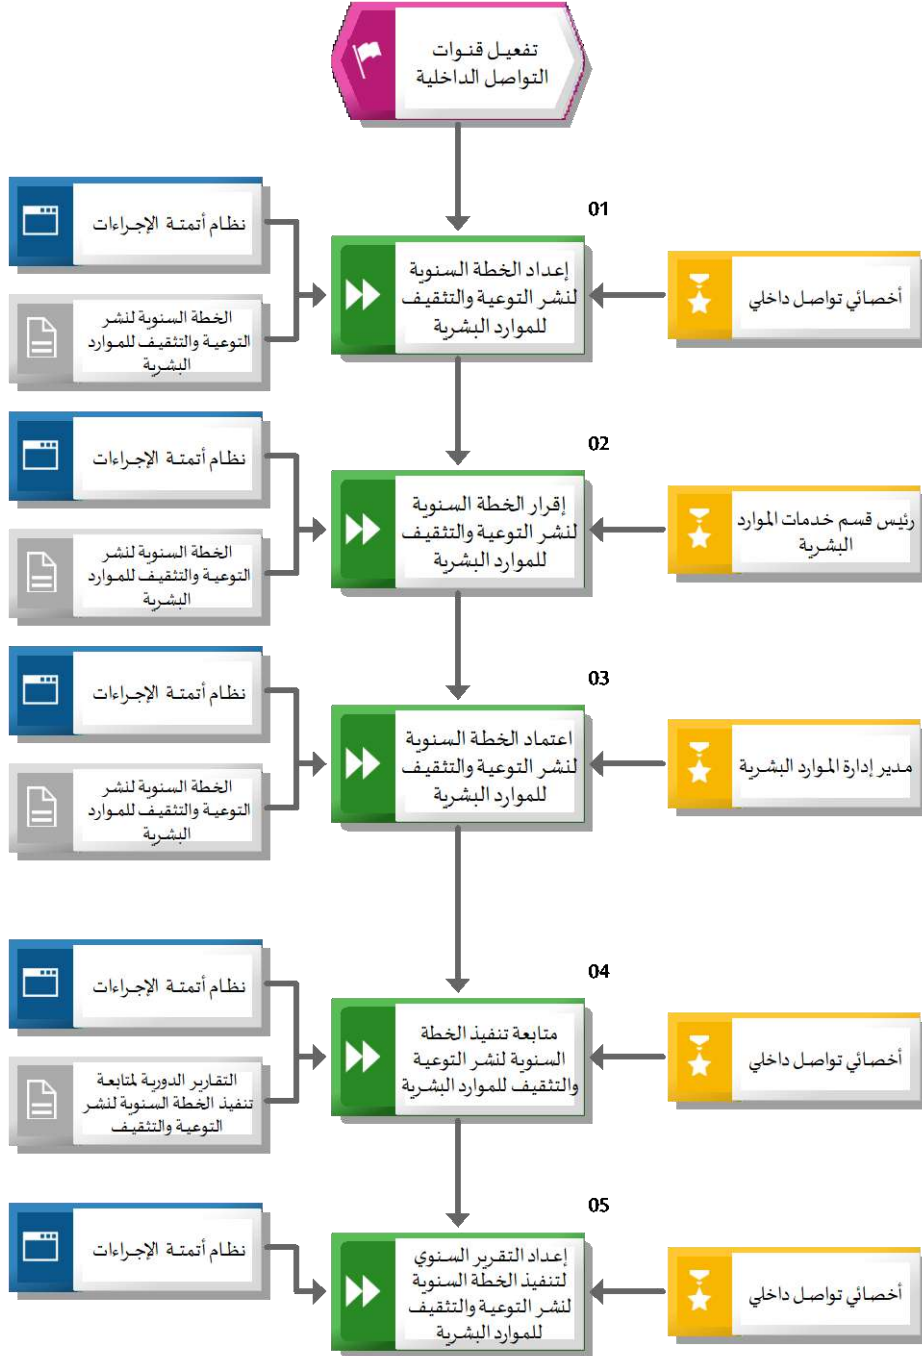 تفعيل قنوات
التواصل الداخلية
01
أخصائي تواصل داخلي
إعداد الخطة السنوية
لنشر التوعية والتثقيف
للموارد البشرية
نظام أتمتة الإجراءات
الخطة السنوية لنشر
التوعية والتثقيف للموارد
البشرية
02
رئيس قسم خدمات الموارد
البشرية
إقرار الخطة السنوية
لنشر التوعية والتثقيف
للموارد البشرية
نظام أتمتة الإجراءات
الخطة السنوية لنشر
التوعية والتثقيف للموارد
البشرية
03
مدير إدارة الموارد البشرية
اعتماد الخطة السنوية
لنشر التوعية والتثقيف
للموارد البشرية
نظام أتمتة الإجراءات
الخطة السنوية لنشر
التوعية والتثقيف للموارد
البشرية
04
أخصائي تواصل داخلي
متابعة تنفيذ الخطة
السنوية لنشر التوعية
والتثقيف للموارد البشرية
نظام أتمتة الإجراءات
التقارير الدورية لمتابعة
تنفيذ الخطة السنوية لنشر
التوعية والتثقيف
05
أخصائي تواصل داخلي
إعداد التقرير السنوي
لتنفيذ الخطة السنوية
لنشر التوعية والتثقيف
للموارد البشرية
نظام أتمتة الإجراءات